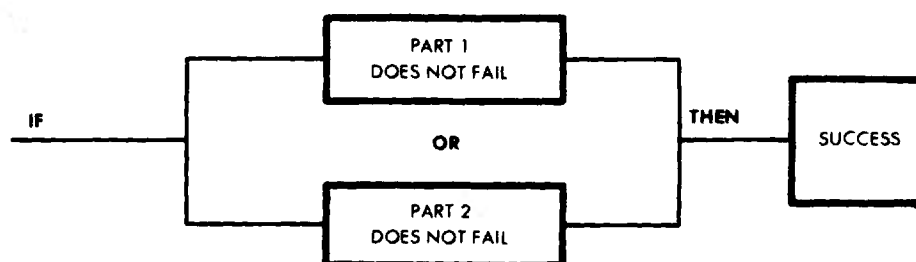 PART 1
DOES NOT FAIL
IF
OR
THEN
SUCCESS
PART 2
DOES NOT FAIL